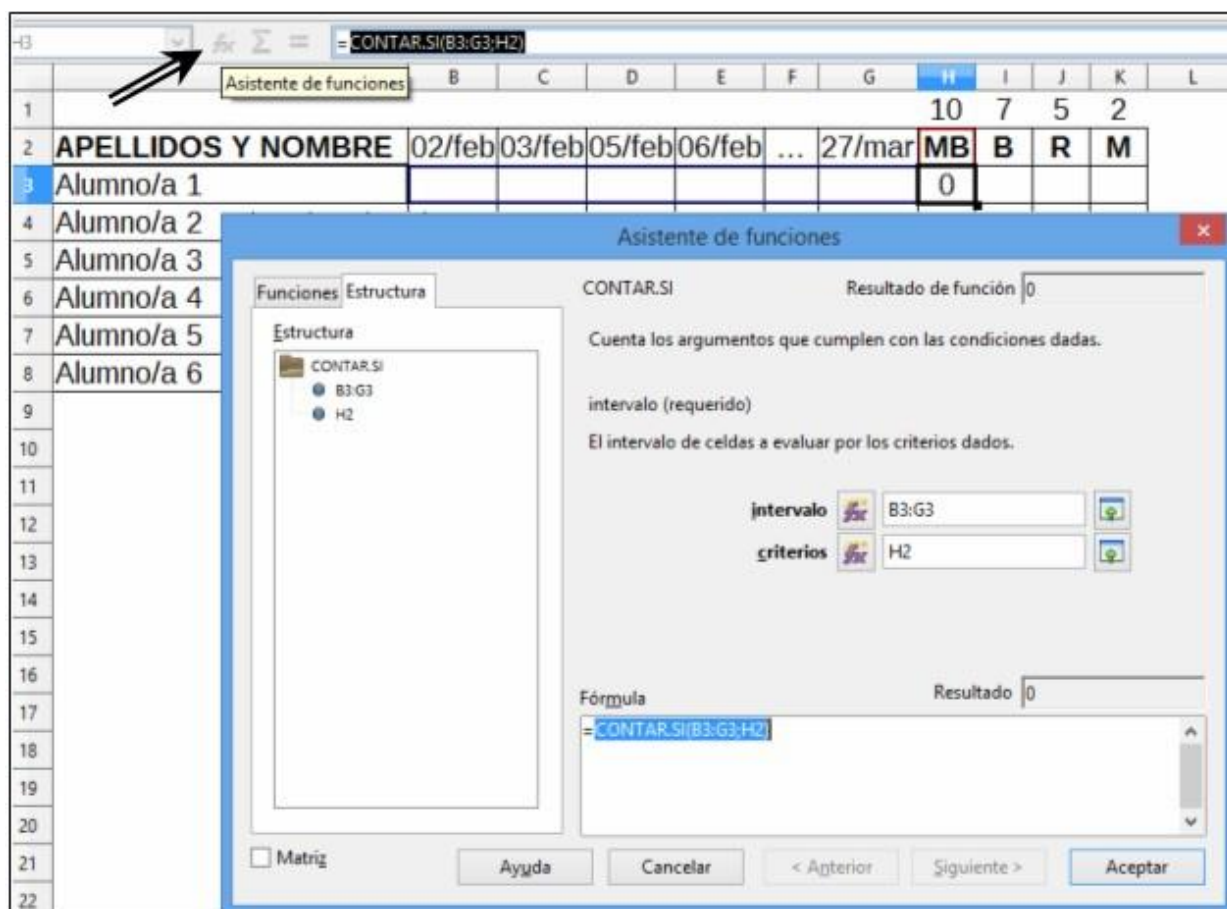 H3 =CONTAR.SI(B3:G3;H2)
Asistente de funciones
B C D E F G H I J K L
1 10 7 5 2
2 APELLIDOS Y NOMBRE 02/feb 03/feb 05/feb 06/feb ... 27/mar MB B R M
3 Alumno/a 1 0
4 Alumno/a 2
5 Alumno/a 3
6 Alumno/a 4
7 Alumno/a 5
8 Alumno/a 6
9
10
11
12
13
14
15
16
17
18
19
20
21
22
Asistente de funciones
Funciones Estructura
Estructura
CONTAR.SI
B3:G3
H2
CONTAR.SI Resultado de función 0
Cuenta los argumentos que cumplen con las condiciones dadas.
intervalo (requerido)
El intervalo de celdas a evaluar por los criterios dados.
intervalo fx B3:G3
criterios fx H2
Fórmula Resultado 0
=CONTAR.SI(B3:G3;H2)
Matriz Ayuda Cancelar < Anterior Siguiente > Aceptar